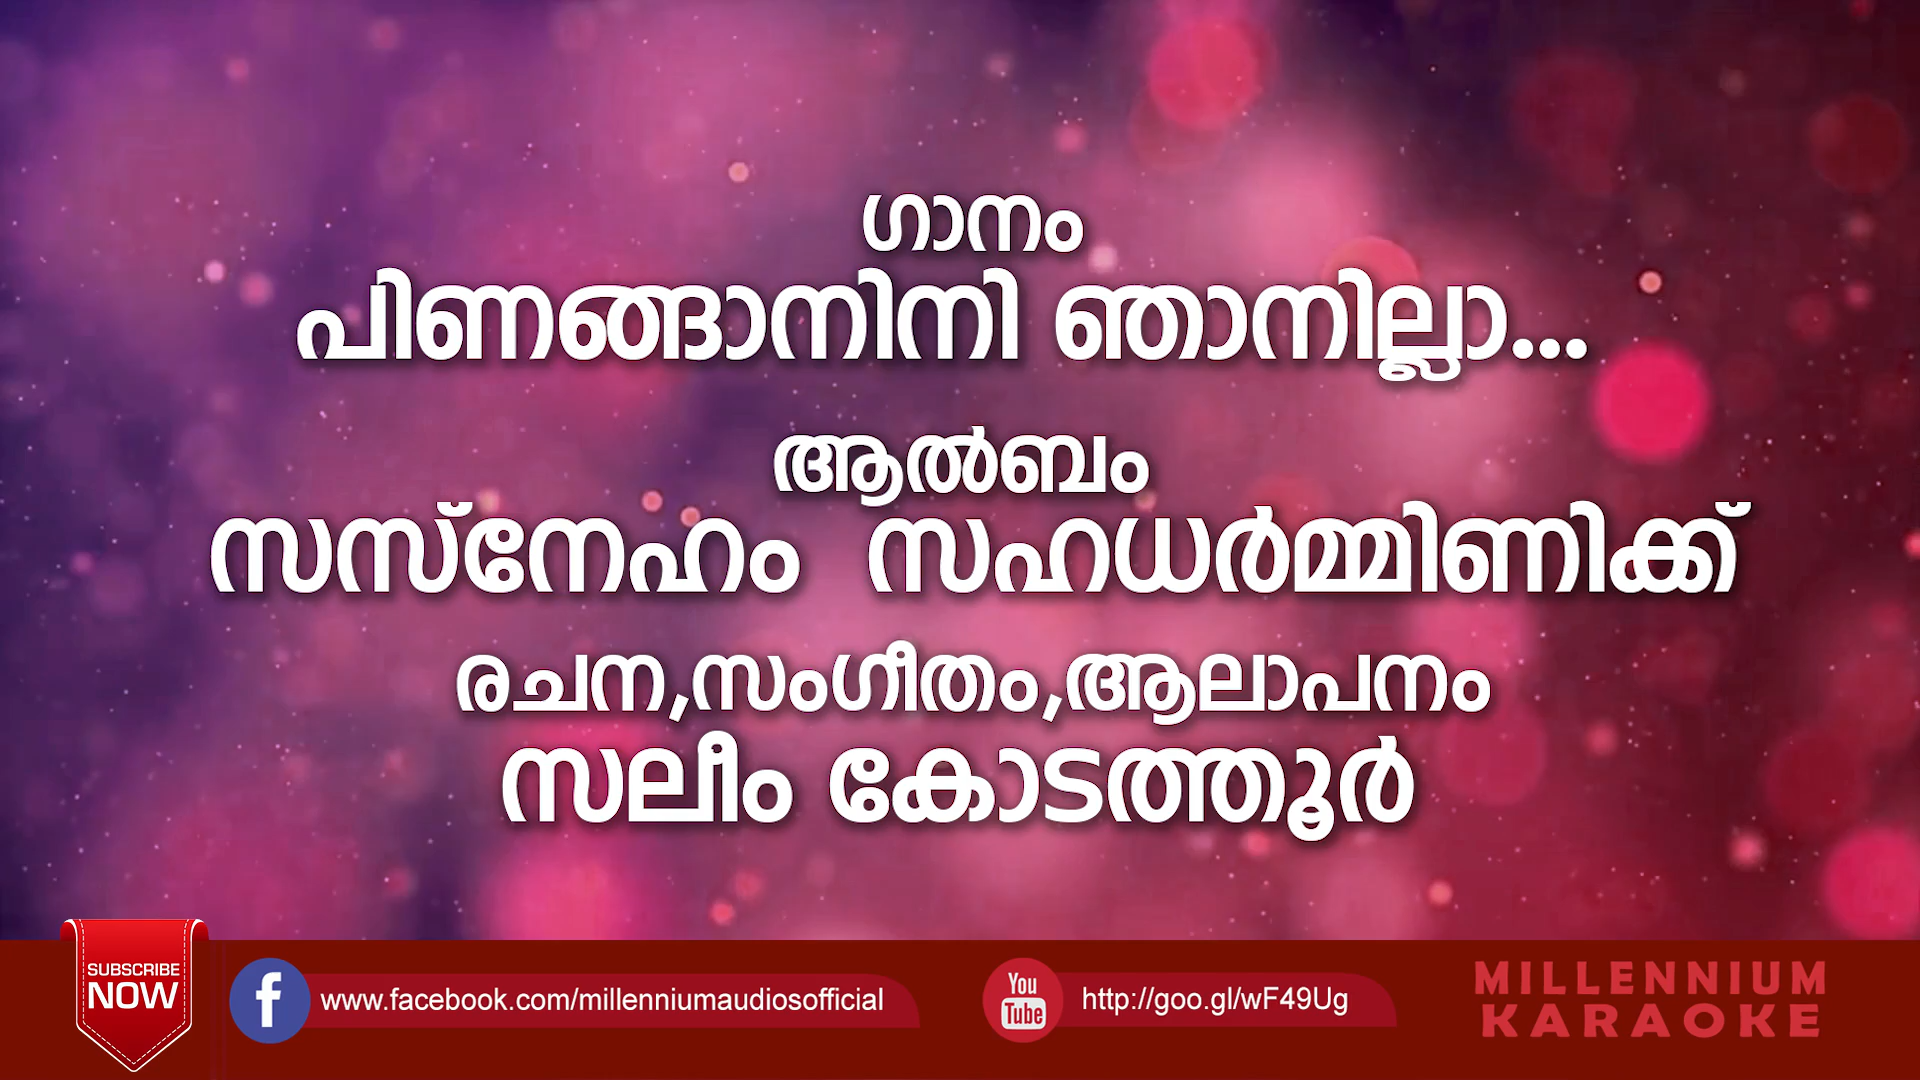 ഗാനം
പിണങ്ങാനിനി ഞാനില്ലാ...
ആൽബം
സസ്നേഹം സഹധർമ്മിണിക്ക്
രചന,സംഗീതം,ആലാപനം
സലീം കോടത്തൂർ
SUBSCRIBE
NOW
f www.facebook.com/millenniumaudiosofficial
You
Tube
http://goo.gl/wF49Ug
MILLENNIUM
KARAOKE